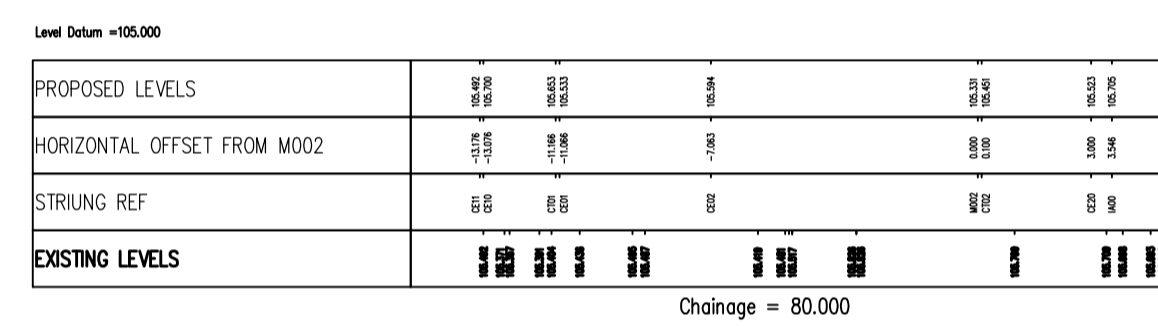 Level Datum =105.000
PROPOSED LEVELS 105.492 105.700 105.653 105.533 105.594 105.331 105.451 105.523 105.705
HORIZONTAL OFFSET FROM M002 -13.176 -13.076 -11.166 -11.066 -7.063 0.000 0.100 3.000 3.546
STRIUNG REF CE11 CE10 CT01 CE01 CE02 M002 CT02 CE20 IA00
EXISTING LEVELS
Chainage = 80.000